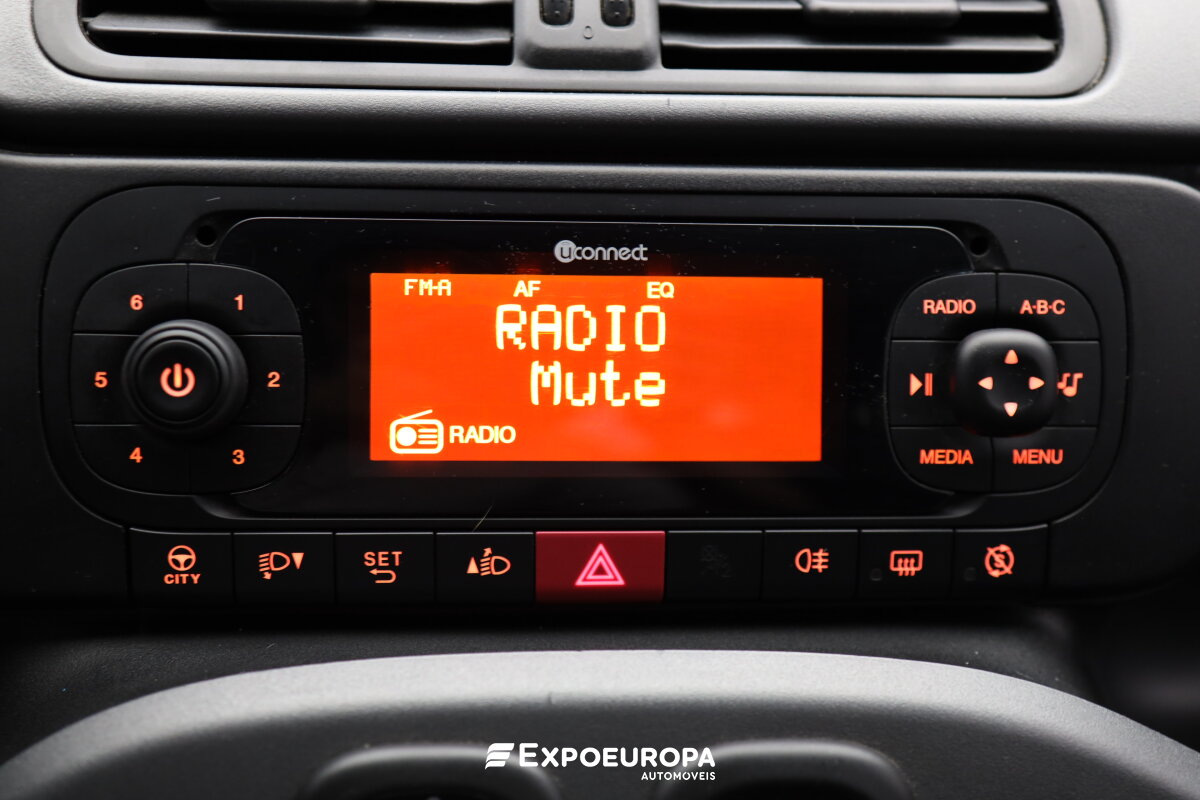 uconnect
FM-A AF EQ
RADIO
Mute
RADIO
6 1
5 2
4 3
RADIO A·B·C
MEDIA MENU
CITY
SET
EXPOEUROPA
AUTOMÓVEIS